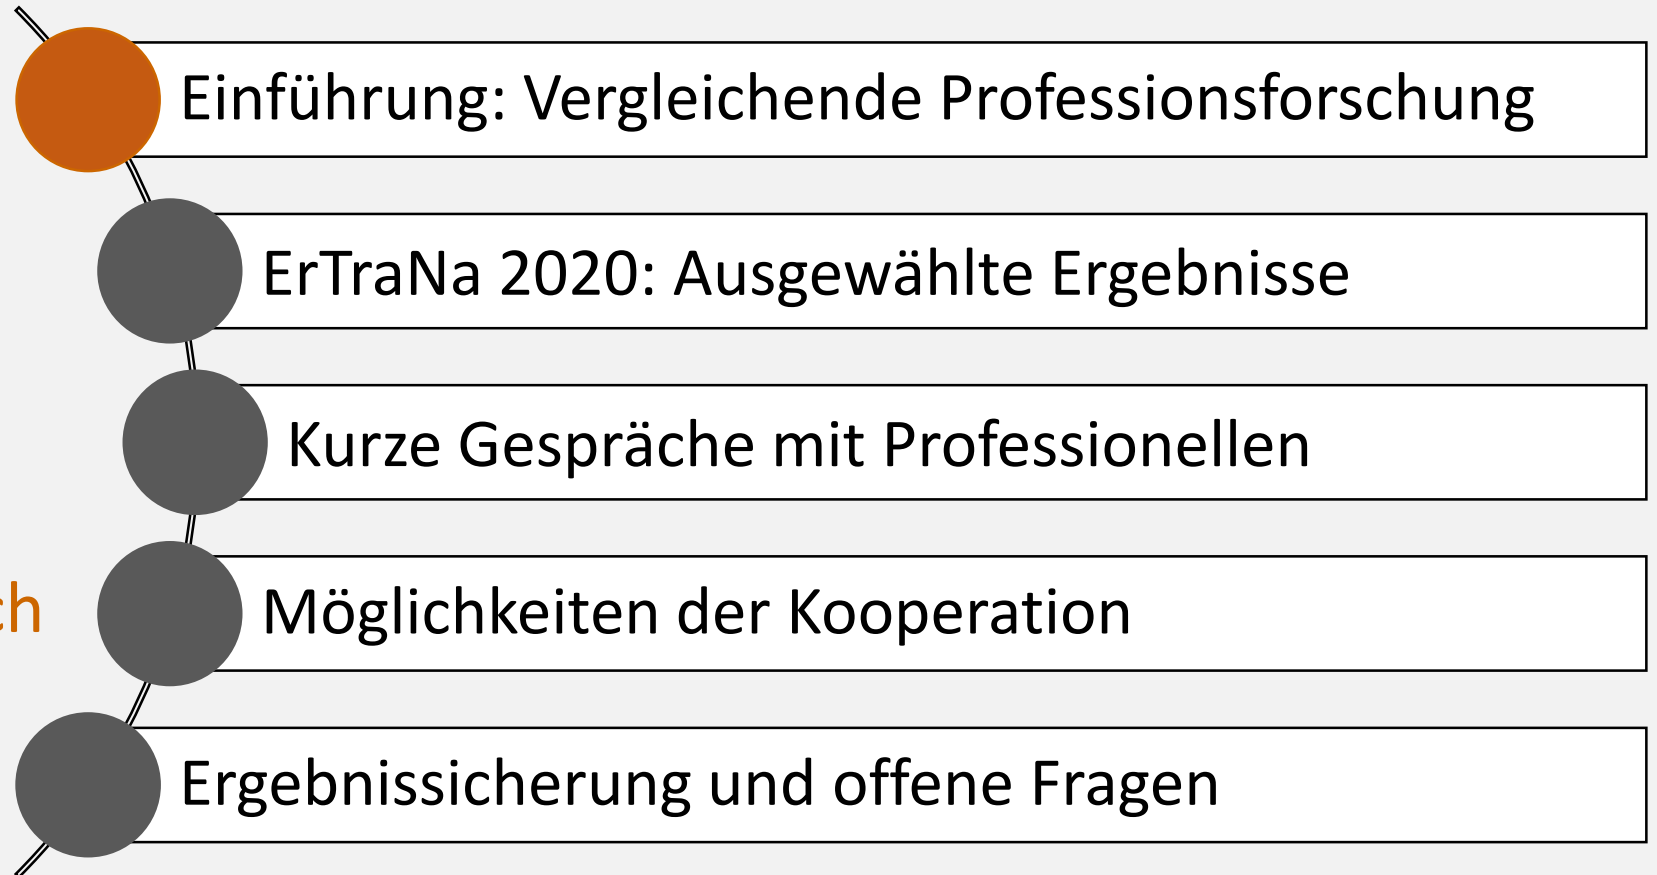 Einführung: Vergleichende Professionsforschung
ErTraNa 2020: Ausgewählte Ergebnisse
Kurze Gespräche mit Professionellen
Möglichkeiten der Kooperation
Ergebnissicherung und offene Fragen